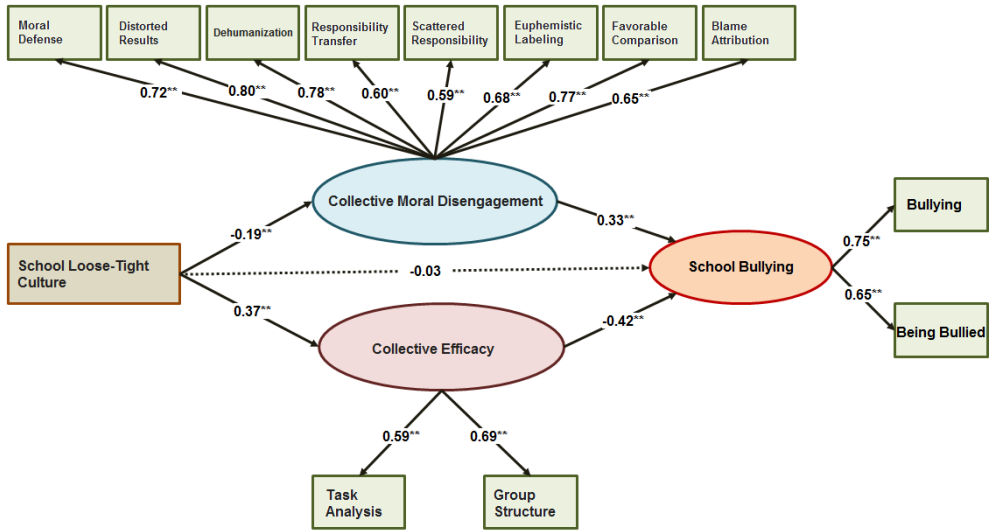 Moral
Defense
Distorted
Results
Dehumanization
Responsibility
Transfer
Scattered
Responsibility
Euphemistic
Labeling
Favorable
Comparison
Blame
Attribution
0.72**
0.80**
0.78**
0.60**
0.59**
0.68**
0.77**
0.65**
Collective Moral Disengagement
-0.19**
0.33**
School Loose-Tight
Culture
-0.03
School Bullying
Bullying
0.75**
0.65**
Being Bullied
0.37**
-0.42**
Collective Efficacy
0.59**
0.69**
Task
Analysis
Group
Structure